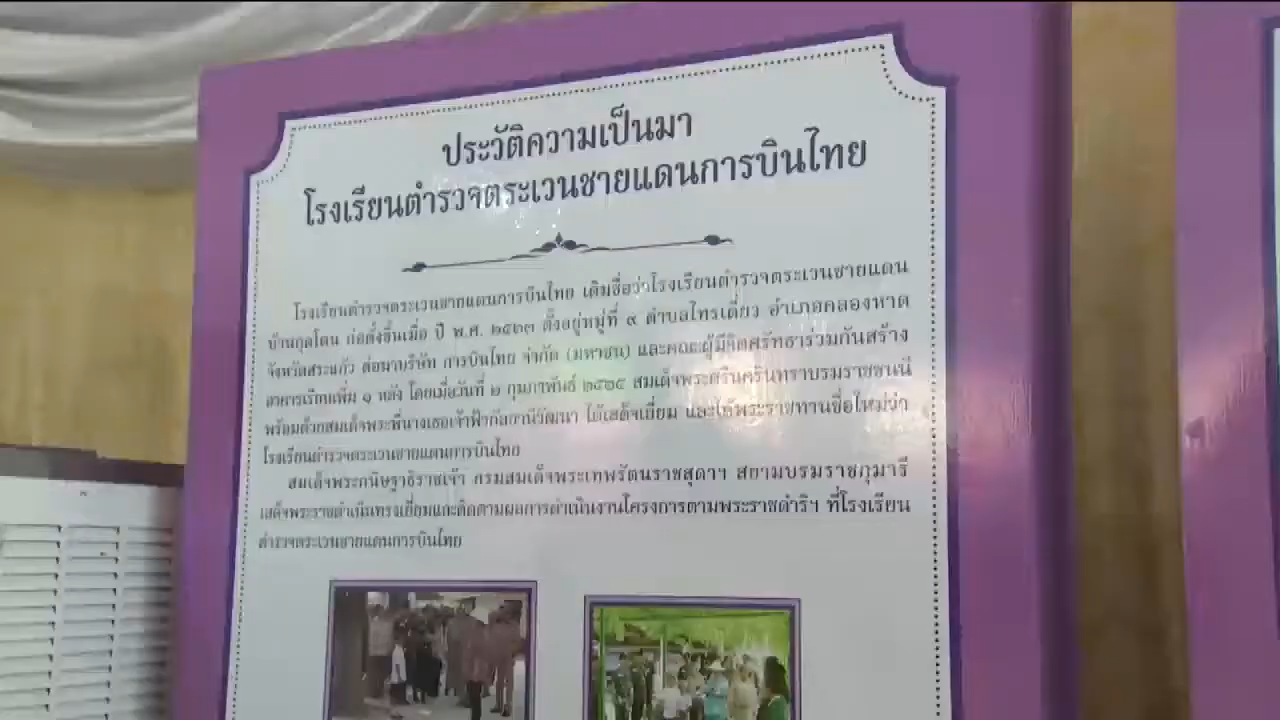 ประวัติความเป็นมา
โรงเรียนตำรวจตระเวนชายแดนการบินไทย
โรงเรียนตำรวจตระเวนชายแดนการบินไทย เดิมชื่อว่าโรงเรียนตำรวจตระเวนชายแดน
บ้านกุดโตน ก่อตั้งขึ้นเมื่อ ปี พ.ศ. ตั้งอยู่หมู่ที่ ๙ ตำบลไทรเดี่ยว อำเภอคลองหาด
จังหวัดสระแก้ว ต่อมาบริษัท การบินไทย จำกัด (มหาชน) และคณะผู้มีจิตศรัทธาร่วมกันสร้าง
อาคารเรียนเพิ่ม ๑ หลัง โดยเมื่อวันที่ ๒ กุมภาพันธ์ สมเด็จพระศรีนครินทราบรมราชชนนี
พร้อมด้วยสมเด็จพระพี่นางเธอเจ้าฟ้ากัลยาณิวัฒนา ได้เสด็จเยี่ยม และได้พระราชทานชื่อใหม่ว่า
โรงเรียนตำรวจตระเวนชายแดนการบินไทย
สมเด็จพระกนิษฐาธิราชเจ้า กรมสมเด็จพระเทพรัตนราชสุดาฯ สยามบรมราชกุมารี
เสด็จพระราชดำเนินทรงเยี่ยมและติดตามผลการดำเนินงานโครงการตามพระราชดำริฯ ที่โรงเรียน
ตำรวจตระเวนชายแดนการบินไทย